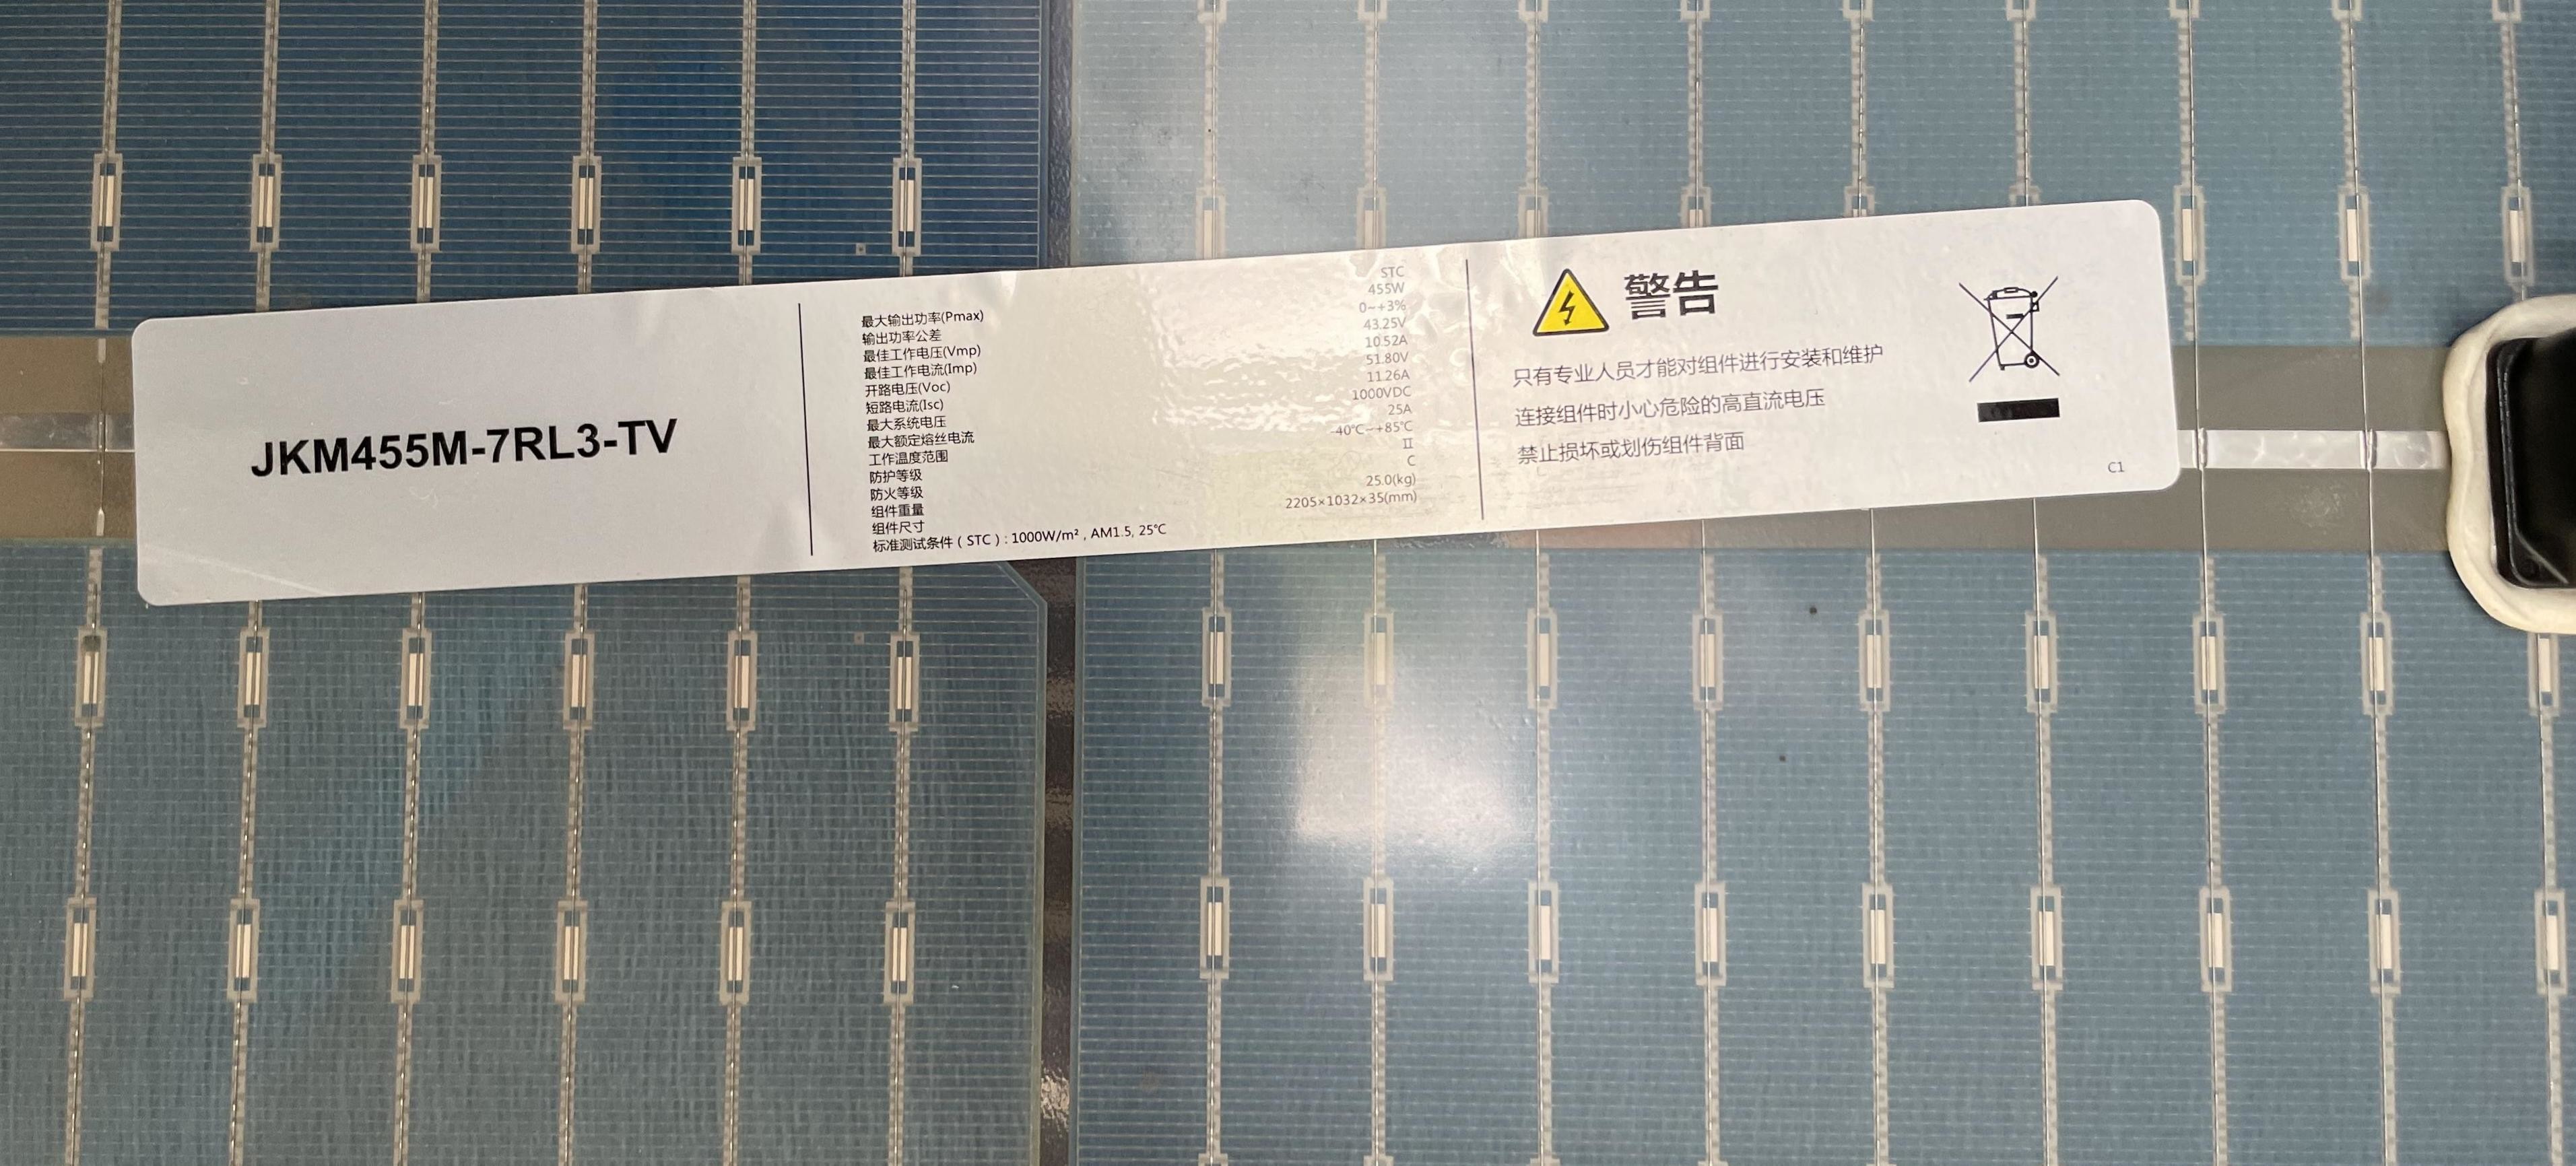 JKM455M-7RL3-TV
STC
最大输出功率(Pmax) 455W
输出功率公差 0~+3%
最佳工作电压(Vmp) 43.25V
最佳工作电流(Imp) 10.52A
开路电压(Voc) 51.80V
短路电流(Isc) 11.26A
最大系统电压 1000VDC
最大额定熔丝电流 25A
工作温度范围 -40℃~+85℃
防护等级 II
防火等级 C
组件重量 25.0(kg)
组件尺寸 2205×1032×35(mm)
标准测试条件 ( STC ) : 1000W/m² , AM1.5, 25℃
警告
只有专业人员才能对组件进行安装和维护
连接组件时小心危险的高直流电压
禁止损坏或划伤组件背面
C1